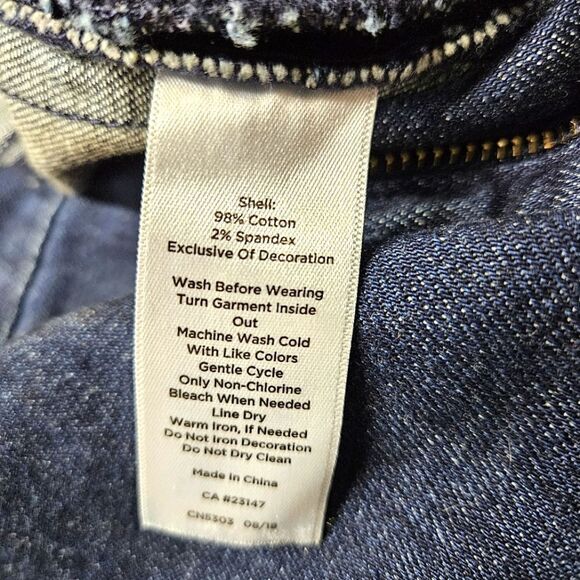 Shell:
98% Cotton
2% Spandex
Exclusive Of Decoration
Wash Before Wearing
Turn Garment Inside
Out
Machine Wash Cold
With Like Colors
Gentle Cycle
Only Non-Chlorine
Bleach When Needed
Line Dry
Warm Iron, If Needed
Do Not Iron Decoration
Do Not Dry Clean
Made In China
CA #23147
CN5303 08/18